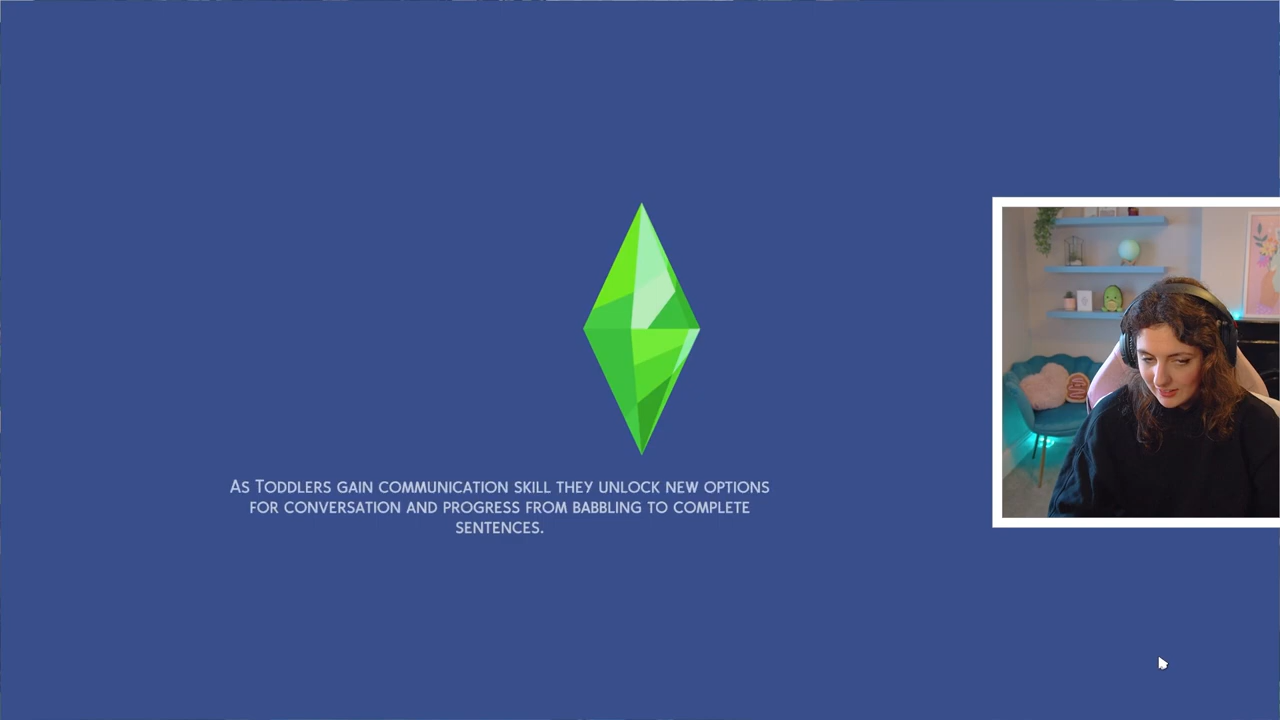 As Toddlers gain communication skill they unlock new options
for conversation and progress from babbling to complete
sentences.